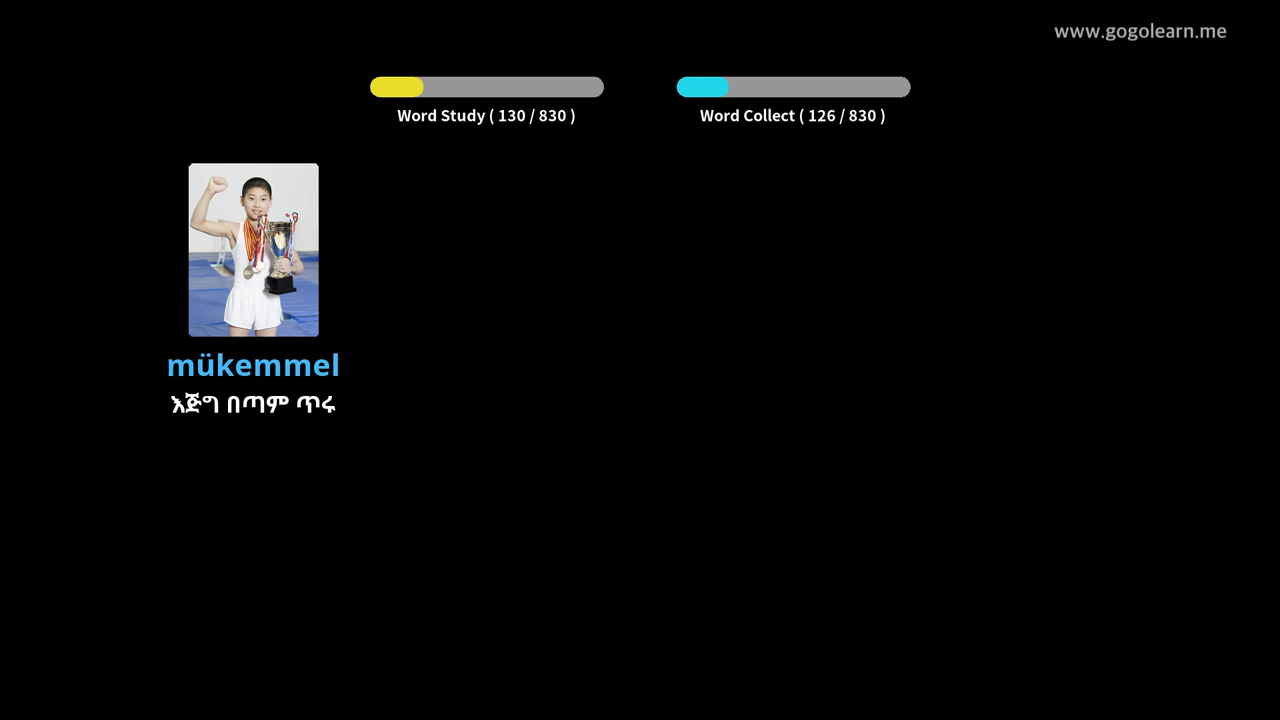 www.gogolearn.me
Word Study ( 130 / 830 )
Word Collect ( 126 / 830 )
mükemmel
እጅግ በጣም ጥሩ